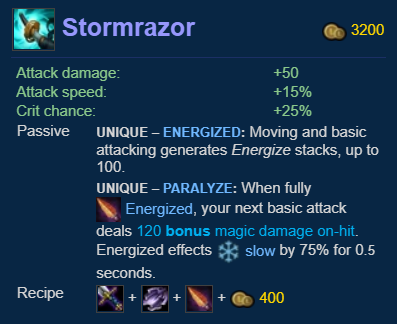 Stormrazor 3200
Attack damage: +50
Attack speed: +15%
Crit chance: +25%
Passive UNIQUE – ENERGIZED: Moving and basic
attacking generates Energize stacks, up to
100.
UNIQUE – PARALYZE: When fully
Energized, your next basic attack
deals 120 bonus magic damage on-hit.
Energized effects slow by 75% for 0.5
seconds.
Recipe + + + 400